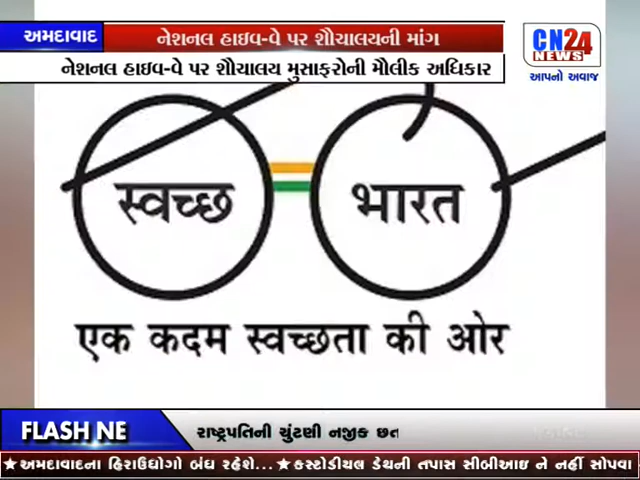 અમદાવાદ
નેશનલ હાઇવ-વે પર શૌચાલયની માંગ
નેશનલ હાઇવ-વે પર શૌચાલય મુસાફરોની મૌલીક અધિકાર
CN24
NEWS
આપનો અવાજ
स्वच्छ भारत
एक कदम स्वच्छता की ओर
FLASH NE
રાષ્ટ્રપતિની ચુંટણી નજીક છત
★અમદાવાદના હિરાઉદ્યોગો બંધ રહેશે...★કસ્ટોડીયલ ડેથની તપાસ સીબીઆઇ ને નહીં સોપવા